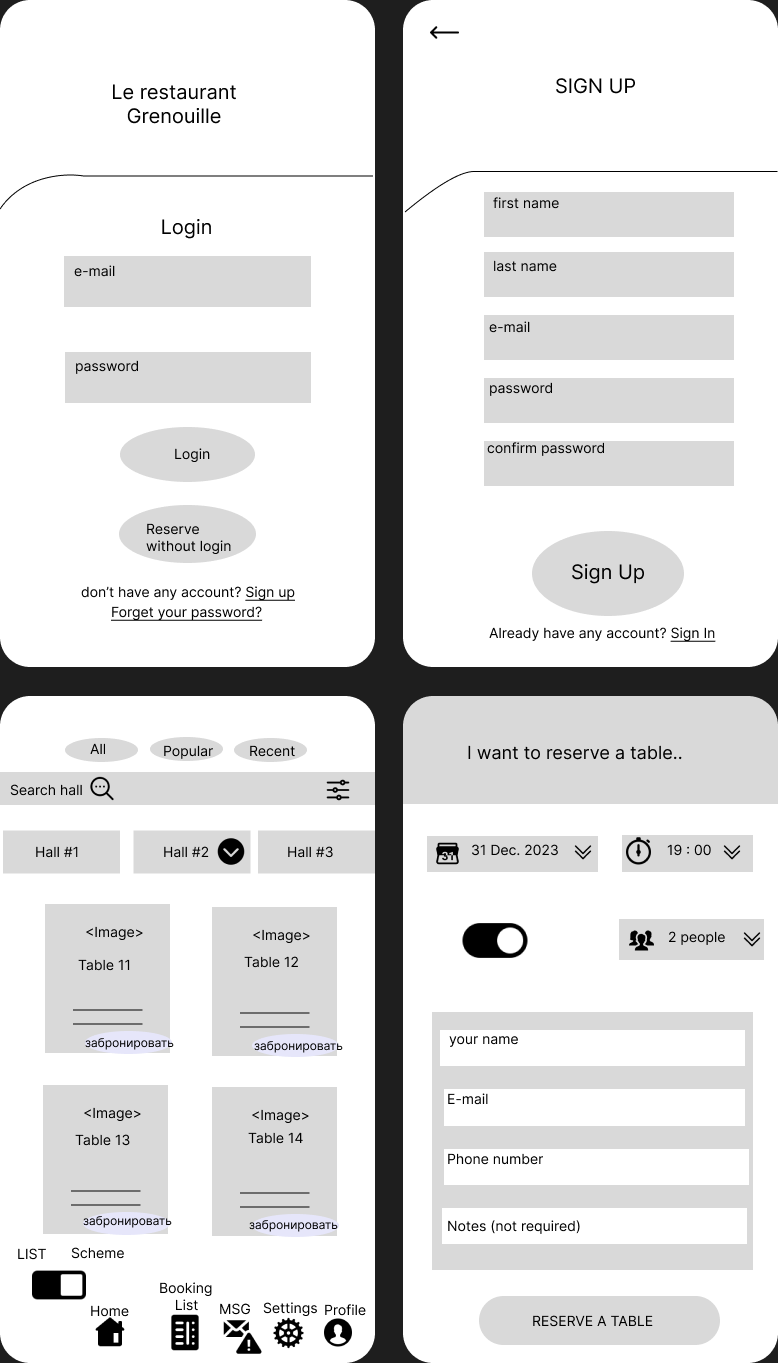 Le restaurant
Grenouille
Login
e-mail
password
Login
Reserve
without login
don't have any account? Sign up
Forget your password?
SIGN UP
first name
last name
e-mail
password
confirm password
Sign Up
Already have any account? Sign In
All Popular Recent
Search hall
Hall #1 Hall #2 Hall #3
<Image> <Image>
Table 11 Table 12
забронировать забронировать
<Image> <Image>
Table 13 Table 14
забронировать забронировать
LIST Scheme
Home Booking
List MSG Settings Profile
I want to reserve a table..
31 31 Dec. 2023 19 : 00
2 people
your name
E-mail
Phone number
Notes (not required)
RESERVE A TABLE